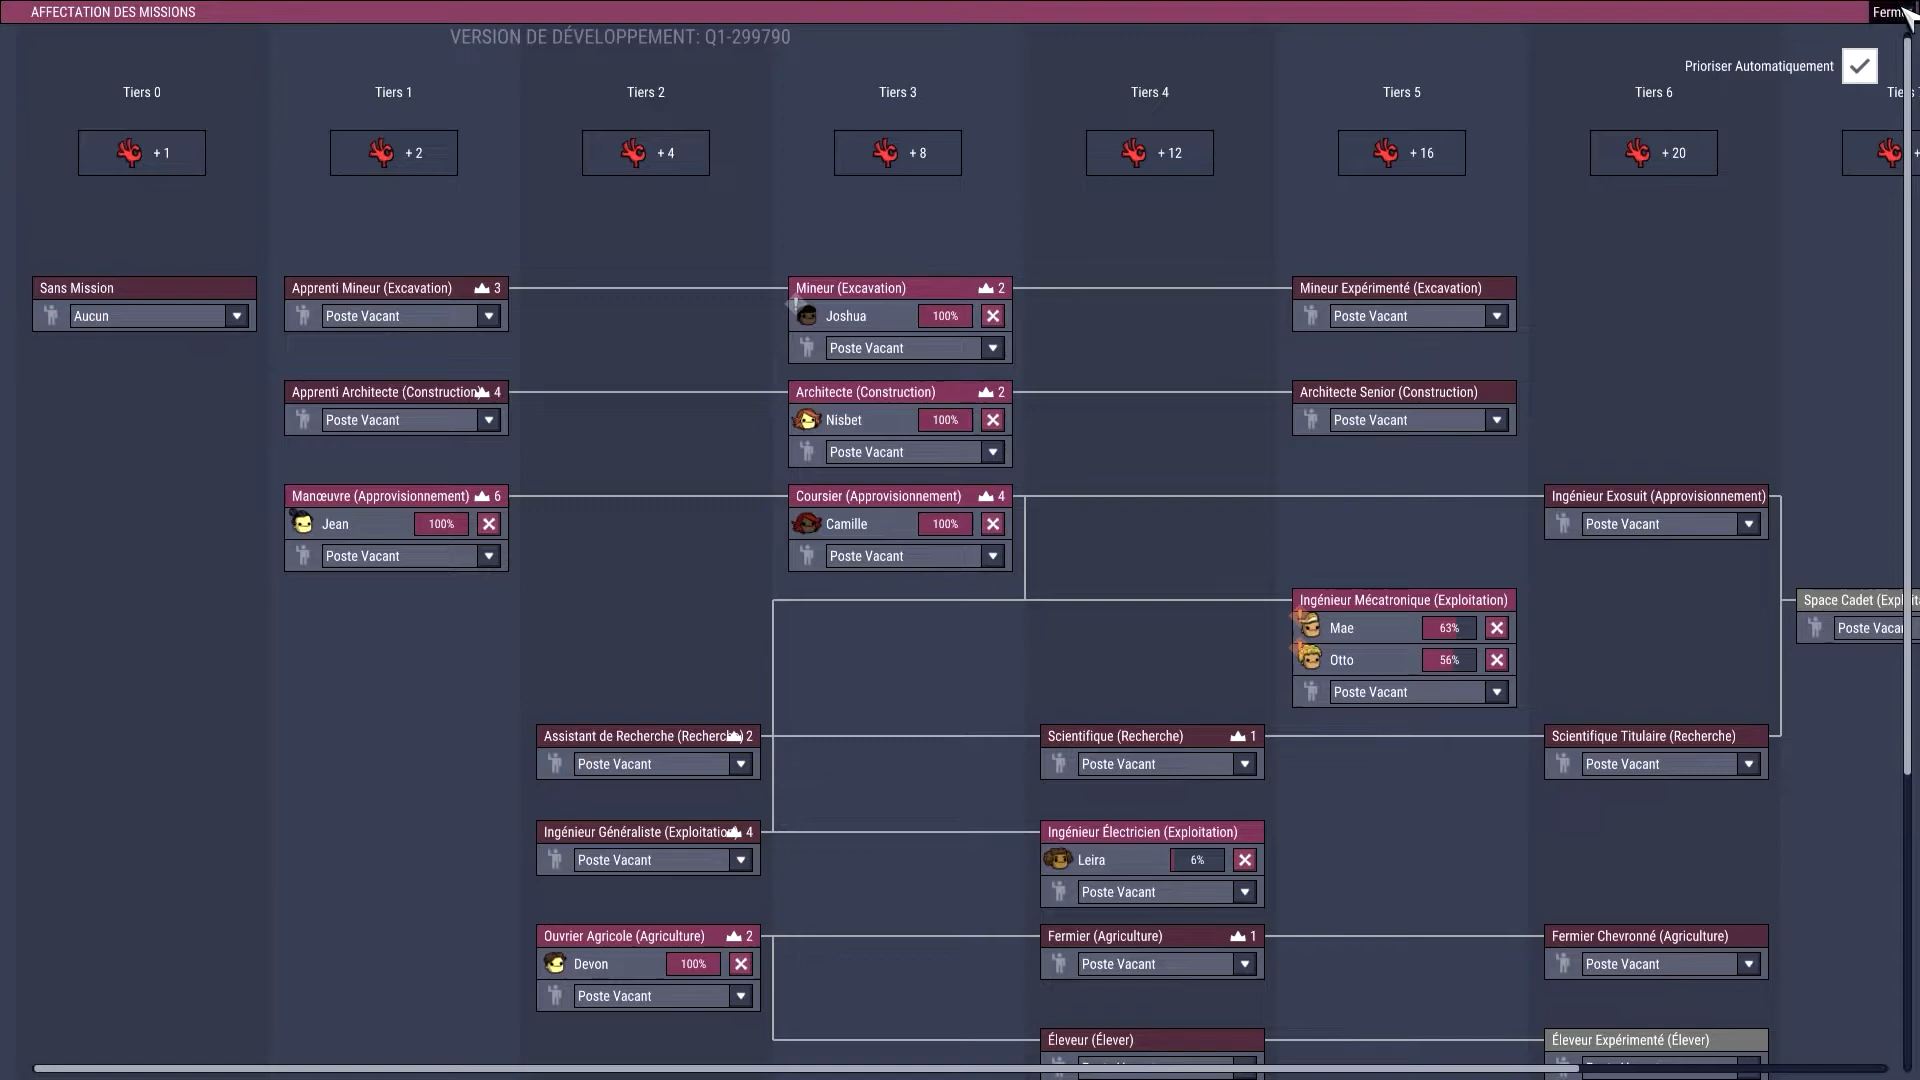 AFFECTATION DES MISSIONS
VERSION DE DÉVELOPPEMENT: Q1-299790
Prioriser Automatiquement
Tiers 0 Tiers 1 Tiers 2 Tiers 3 Tiers 4 Tiers 5 Tiers 6
+ 1 + 2 + 4 + 8 + 12 + 16 + 20
Sans Mission Apprenti Mineur (Excavation) 3 Mineur (Excavation) 2 Mineur Expérimenté (Excavation)
Aucun Poste Vacant Joshua 100% Poste Vacant
Poste Vacant
Apprenti Architecte (Construction) 4 Architecte (Construction) 2 Architecte Senior (Construction)
Poste Vacant Nisbet 100% Poste Vacant
Poste Vacant
Manœuvre (Approvisionnement) 6 Coursier (Approvisionnement) 4 Ingénieur Exosuit (Approvisionnement)
Jean 100% Camille 100% Poste Vacant
Poste Vacant Poste Vacant
Ingénieur Mécatronique (Exploitation) Space Cadet
Mae 63% Poste
Otto 56%
Poste Vacant
Assistant de Recherche (Recherche) 2 Scientifique (Recherche) 1 Scientifique Titulaire (Recherche)
Poste Vacant Poste Vacant Poste Vacant
Ingénieur Généraliste (Exploitation 4 Ingénieur Électricien (Exploitation)
Poste Vacant Leira 6%
Poste Vacant
Ouvrier Agricole (Agriculture) 2 Fermier (Agriculture) 1 Fermier Chevronné (Agriculture)
Devon 100% Poste Vacant Poste Vacant
Poste Vacant
Éleveur (Élever) Éleveur Expérimenté (Élever)